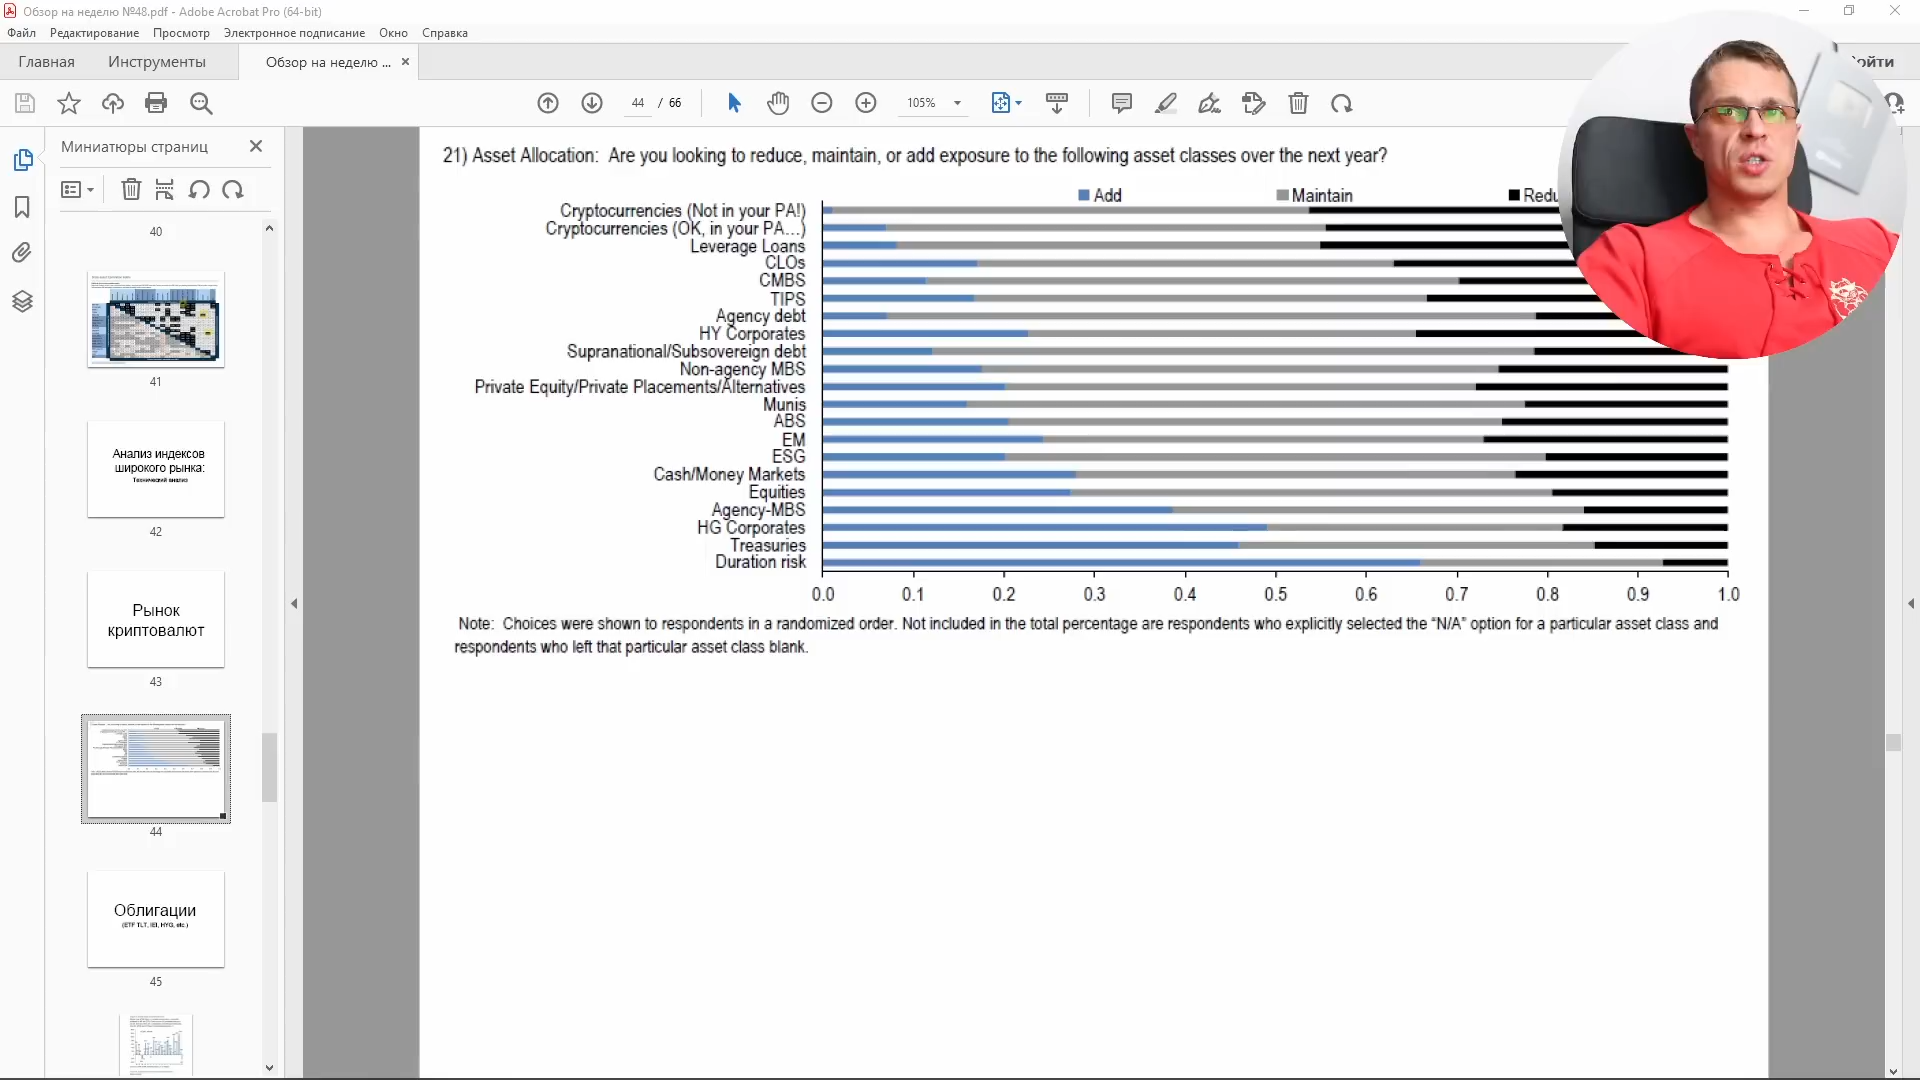 Обзор на неделю №48.pdf - Adobe Acrobat Pro (64-bit)
Файл Редактирование Просмотр Электронное подписание Окно Справка
Главная Инструменты Обзор на неделю ...
44 / 66 105%
Миниатюры страниц
40
41
Анализ индексов
широкого рынка:
Технический анализ
42
Рынок
криптовалют
43
44
Облигации
(ETF TLT, IEI, HYG, etc.)
45
21) Asset Allocation: Are you looking to reduce, maintain, or add exposure to the following asset classes over the next year?
Add Maintain
Cryptocurrencies (Not in your PA!)
Cryptocurrencies (OK, in your PA...)
Leverage Loans
CLOs
CMBS
TIPS
Agency debt
HY Corporates
Supranational/Subsovereign debt
Non-agency MBS
Private Equity/Private Placements/Alternatives
Munis
ABS
EM
ESG
Cash/Money Markets
Equities
Agency-MBS
HG Corporates
Treasuries
Duration risk
0.0 0.1 0.2 0.3 0.4 0.5 0.6 0.7 0.8 0.9 1.0
Note: Choices were shown to respondents in a randomized order. Not included in the total percentage are respondents who explicitly selected the “N/A” option for a particular asset class and
respondents who left that particular asset class blank.